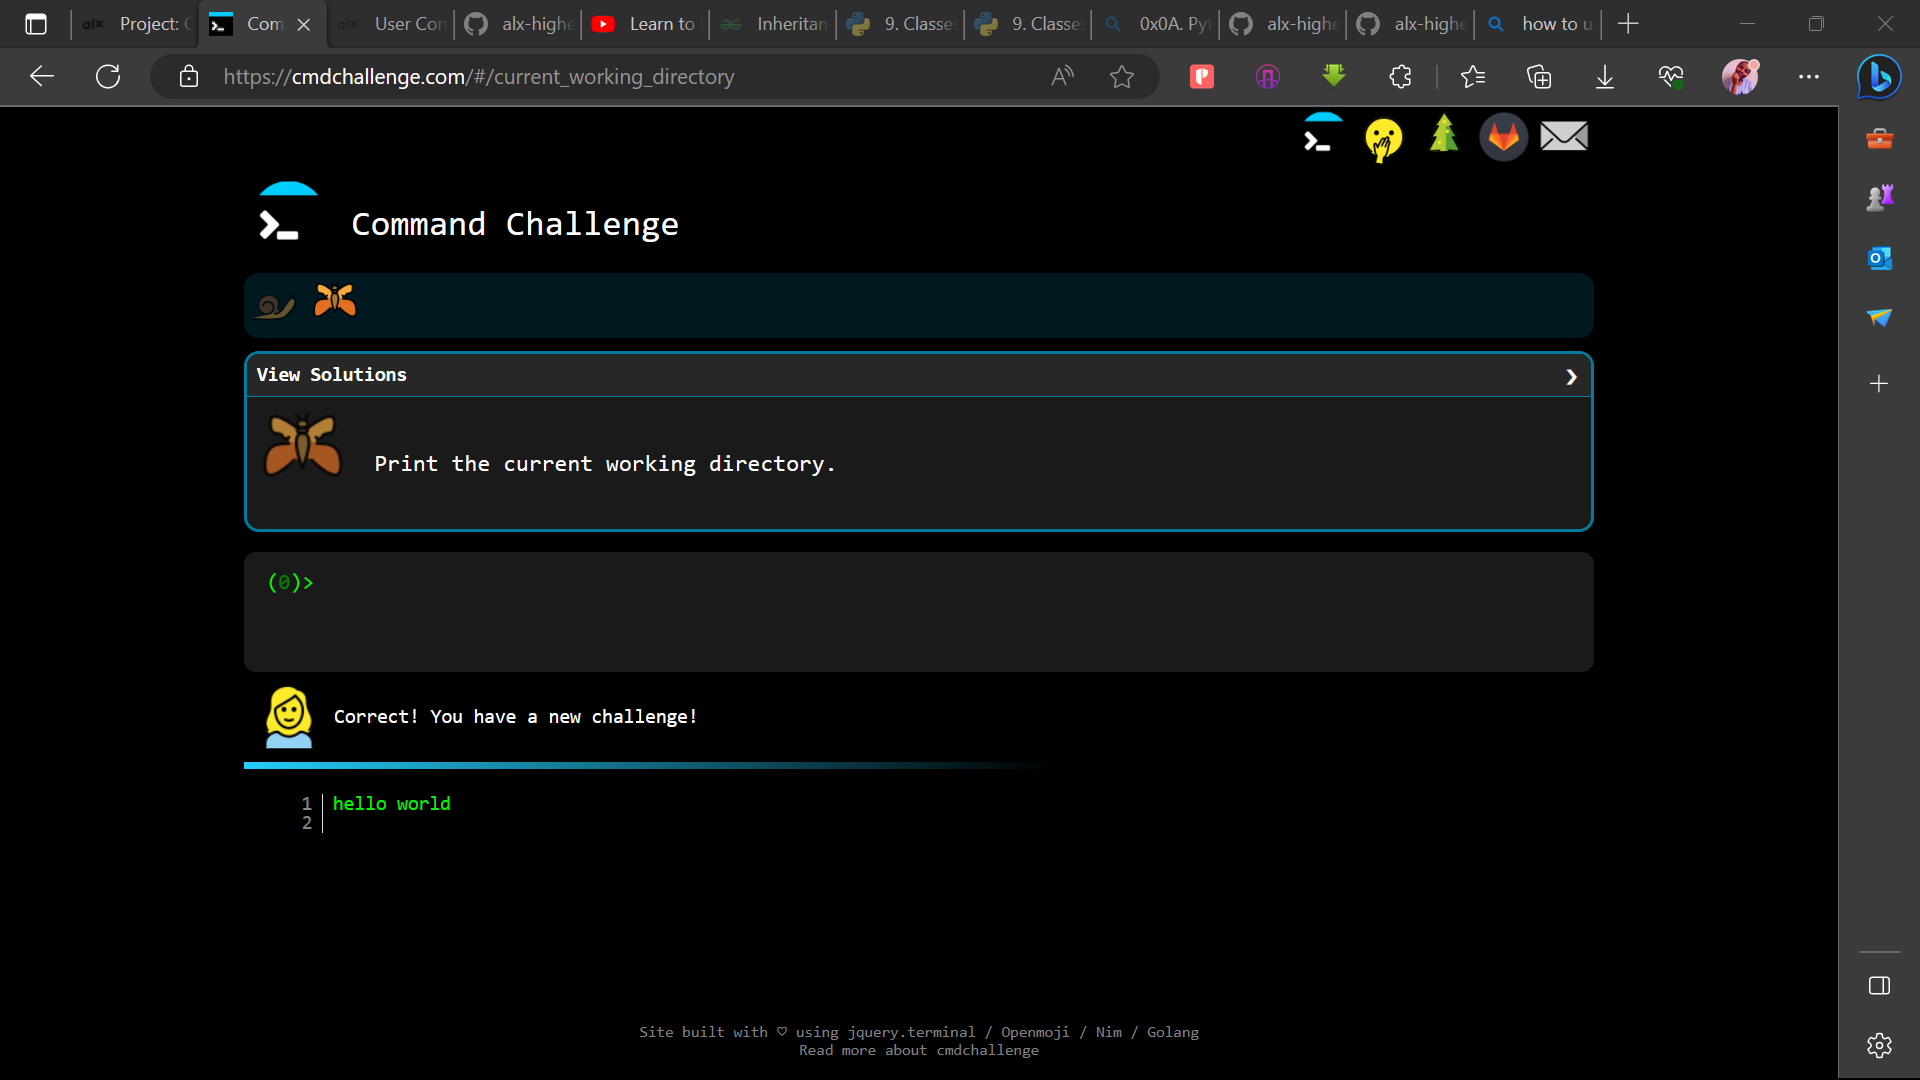 Project: C
Com
User Con
alx-highe
Learn to
Inheritan
9. Classe
9. Classe
0x0A. Pyt
alx-highe
alx-highe
how to u
https://cmdchallenge.com/#/current_working_directory
Command Challenge
View Solutions
Print the current working directory.
(0)>
Correct! You have a new challenge!
1 hello world
2
Site built with ♡ using jquery.terminal / Openmoji / Nim / Golang
Read more about cmdchallenge